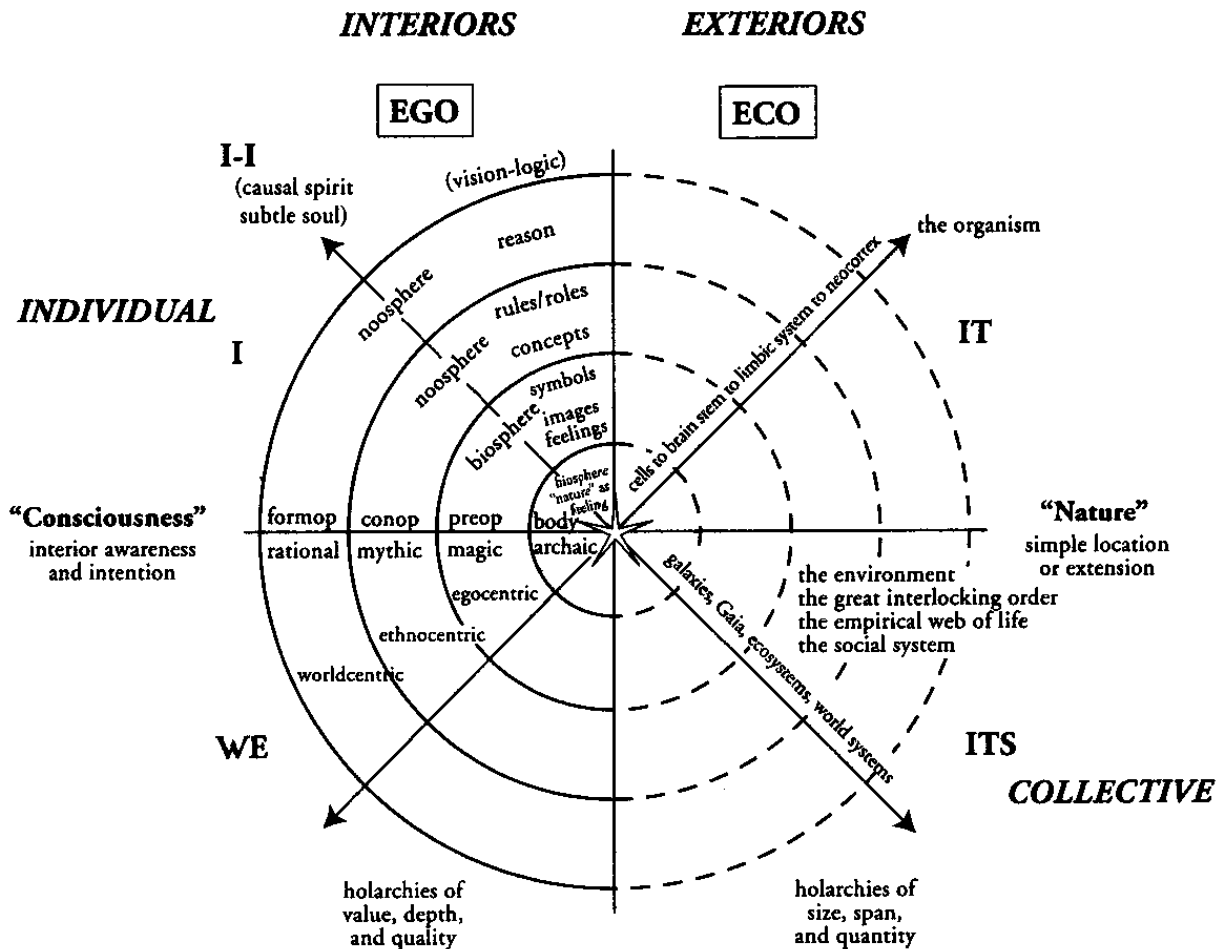 INTERIORS
EXTERIORS
EGO
ECO
I-I
(causal spirit
subtle soul)
(vision-logic)
reason
rules/roles
concepts
symbols
images
feelings
noosphere
noosphere
biosphere
biosphere
"nature" as
feeling
the organism
cells to brain stem to limbic system to neocortex
INDIVIDUAL
I
IT
"Consciousness"
interior awareness
and intention
formop
conop
preop
body
rational
mythic
magic
archaic
"Nature"
simple location
or extension
egocentric
ethnocentric
worldcentric
galaxies, Gaia, ecosystems, world systems
the environment
the great interlocking order
the empirical web of life
the social system
WE
ITS
COLLECTIVE
holarchies of
value, depth,
and quality
holarchies of
size, span,
and quantity